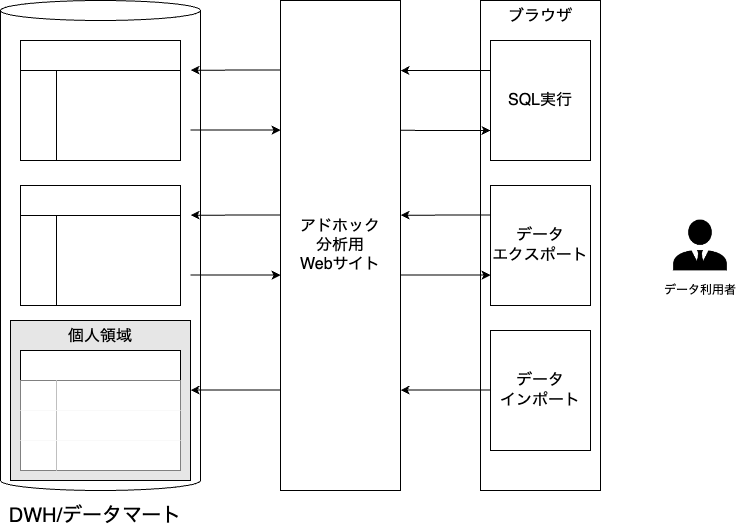 ブラウザ
SQL実行
アドホック
分析用
Webサイト
データ
エクスポート
データ利用者
個人領域
データ
インポート
DWH/データマート